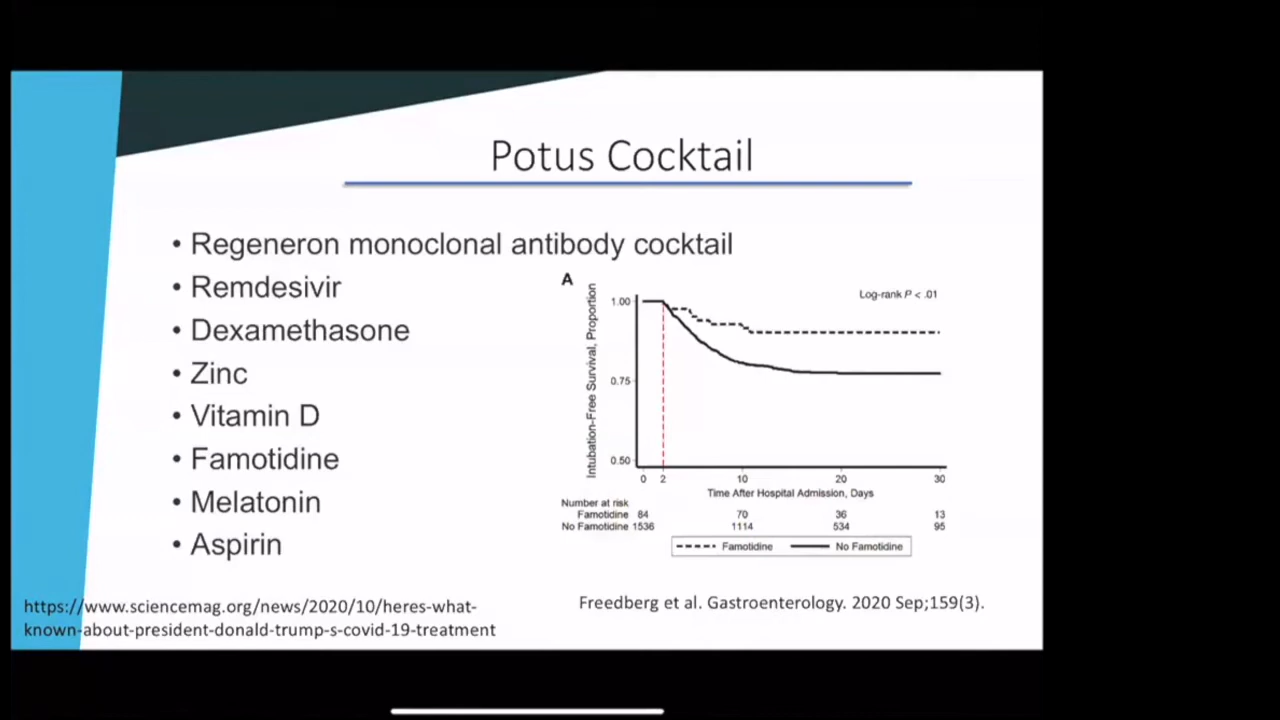 Potus Cocktail
• Regeneron monoclonal antibody cocktail
• Remdesivir
• Dexamethasone
• Zinc
• Vitamin D
• Famotidine
• Melatonin
• Aspirin
A
Log-rank P < .01
Intubation-Free Survival, Proportion
1.00
0.75
0.50
0 2 10 20 30
Time After Hospital Admission, Days
Number at risk
Famotidine 84 70 36 13
No Famotidine 1536 1114 534 95
Famotidine No Famotidine
https://www.sciencemag.org/news/2020/10/heres-what-
known-about-president-donald-trump-s-covid-19-treatment
Freedberg et al. Gastroenterology. 2020 Sep;159(3).